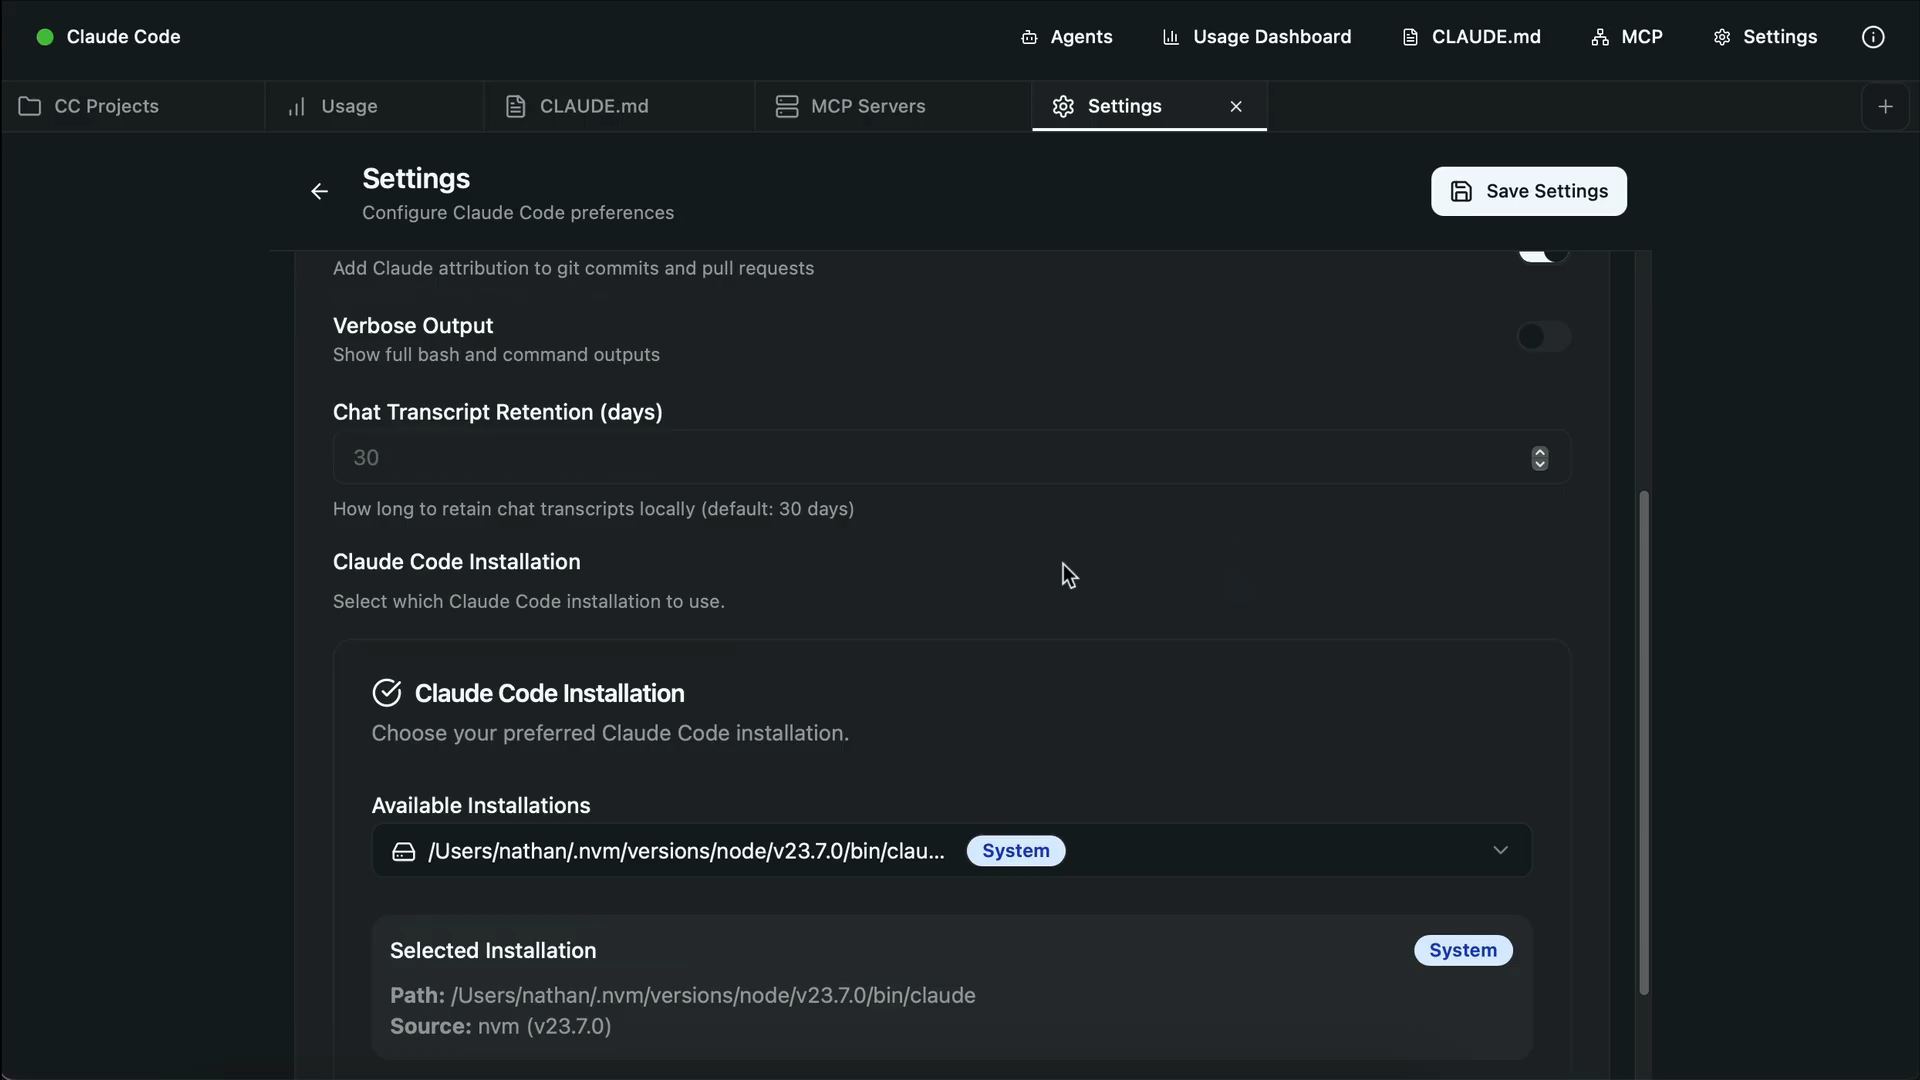 Claude Code
Agents
Usage Dashboard
CLAUDE.md
MCP
Settings
CC Projects
Usage
CLAUDE.md
MCP Servers
Settings
Settings
Configure Claude Code preferences
Save Settings
Add Claude attribution to git commits and pull requests
Verbose Output
Show full bash and command outputs
Chat Transcript Retention (days)
30
How long to retain chat transcripts locally (default: 30 days)
Claude Code Installation
Select which Claude Code installation to use.
Claude Code Installation
Choose your preferred Claude Code installation.
Available Installations
/Users/nathan/.nvm/versions/node/v23.7.0/bin/clau... System
Selected Installation
System
Path: /Users/nathan/.nvm/versions/node/v23.7.0/bin/claude
Source: nvm (v23.7.0)